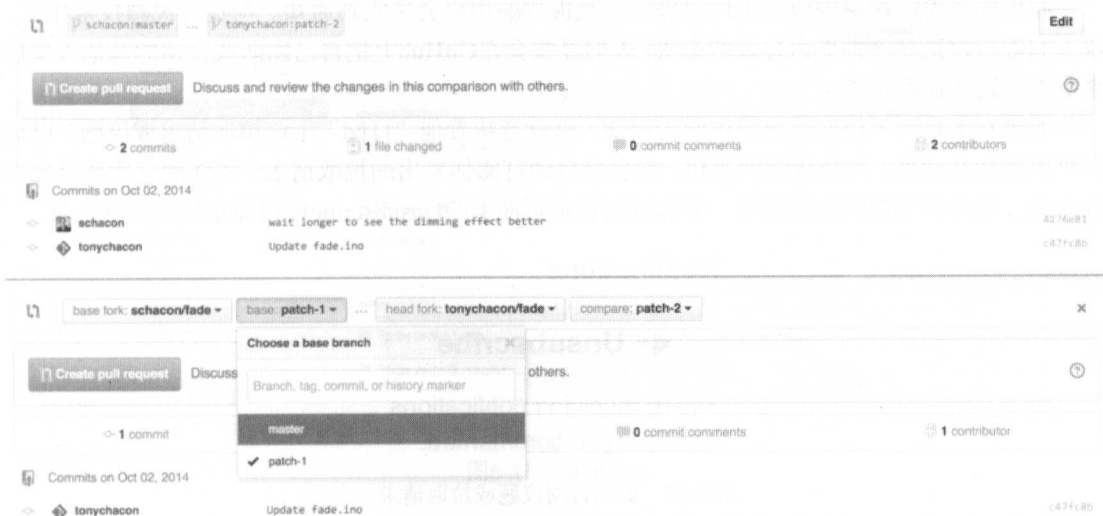 schacon:master ... tonychacon:patch-2 Edit
Create pull request Discuss and review the changes in this comparison with others.
2 commits 1 file changed 0 commit comments 2 contributors
Commits on Oct 02, 2014
schacon wait longer to see the dimming effect better 4276e81
tonychacon Update fade.ino c47fc8b
base fork: schacon/fade base: patch-1 ... head fork: tonychacon/fade compare: patch-2
Choose a base branch
Create pull request Discuss others.
Branch, tag, commit, or history marker
1 commit master 0 commit comments 1 contributor
patch-1
Commits on Oct 02, 2014
tonychacon Update fade.ino c47fc8b